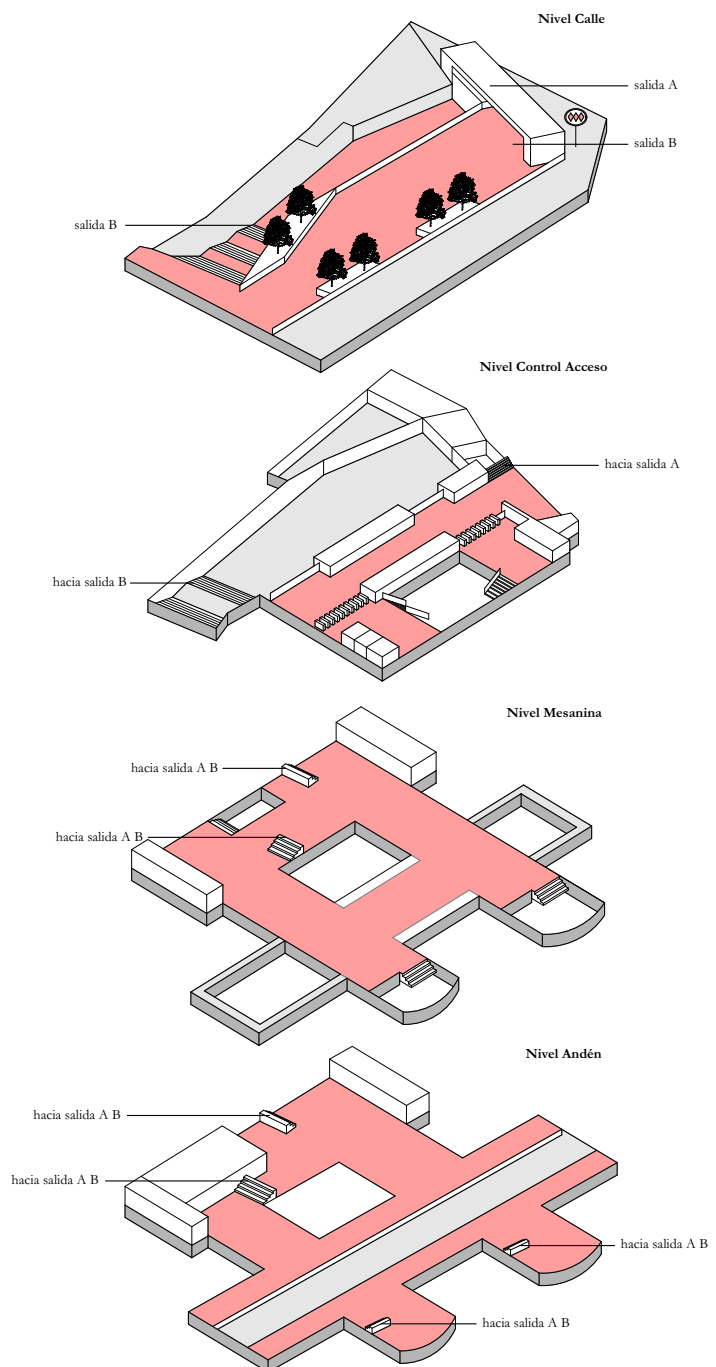 Nivel Calle
salida A
salida B
salida B
Nivel Control Acceso
hacia salida A
hacia salida B
Nivel Mesanina
hacia salida A B
hacia salida A B
Nivel Andén
hacia salida A B
hacia salida A B
hacia salida A B
hacia salida A B